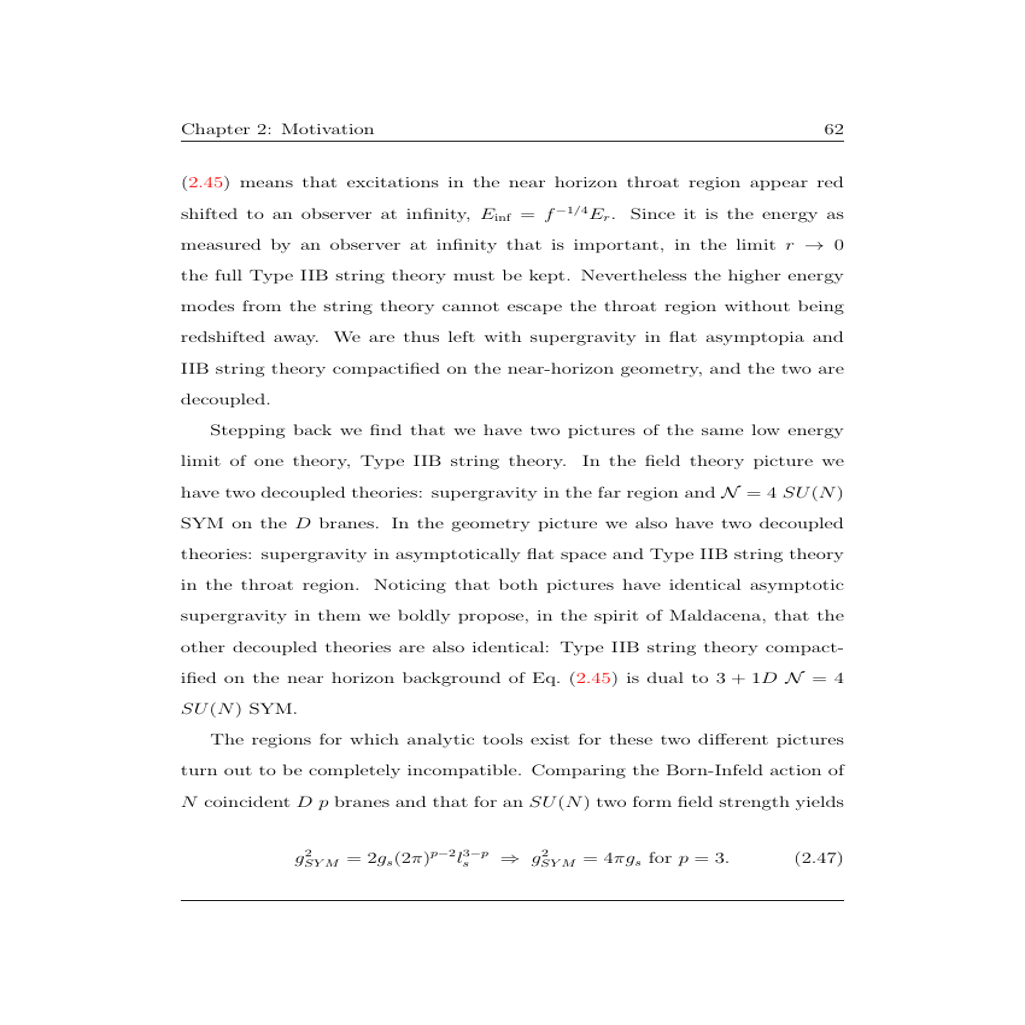 Chapter 2: Motivation 62
(2.45) means that excitations in the near horizon throat region appear red
shifted to an observer at infinity, $E_{\text{inf}} = f^{-1/4}E_r$. Since it is the energy as
measured by an observer at infinity that is important, in the limit $r \to 0$
the full Type IIB string theory must be kept. Nevertheless the higher energy
modes from the string theory cannot escape the throat region without being
redshifted away. We are thus left with supergravity in flat asymptopia and
IIB string theory compactified on the near-horizon geometry, and the two are
decoupled.
Stepping back we find that we have two pictures of the same low energy
limit of one theory, Type IIB string theory. In the field theory picture we
have two decoupled theories: supergravity in the far region and $\mathcal{N} = 4$ $SU(N)$
SYM on the $D$ branes. In the geometry picture we also have two decoupled
theories: supergravity in asymptotically flat space and Type IIB string theory
in the throat region. Noticing that both pictures have identical asymptotic
supergravity in them we boldly propose, in the spirit of Maldacena, that the
other decoupled theories are also identical: Type IIB string theory compact-
ified on the near horizon background of Eq. (2.45) is dual to $3 + 1D$ $\mathcal{N} = 4$
$SU(N)$ SYM.
The regions for which analytic tools exist for these two different pictures
turn out to be completely incompatible. Comparing the Born-Infeld action of
$N$ coincident $D$ $p$ branes and that for an $SU(N)$ two form field strength yields
$g^2_{SYM} = 2g_s(2\pi)^{p-2}l_s^{3-p} \Rightarrow g^2_{SYM} = 4\pi g_s$ for $p = 3$. (2.47)